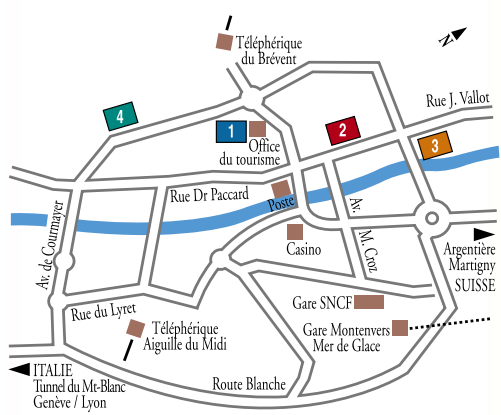 Téléphérique
du Brévent
N
Rue J. Vallot
4
1
2
3
Office
du tourisme
Rue Dr Paccard
Poste
Av.
M. Croz
Av. de Courmayer
Casino
Argentière
Martigny
SUISSE
Rue du Lyret
Gare SNCF
Téléphérique
Aiguille du Midi
Gare Montenvers
Mer de Glace
ITALIE
Tunnel du Mt-Blanc
Genève / Lyon
Route Blanche